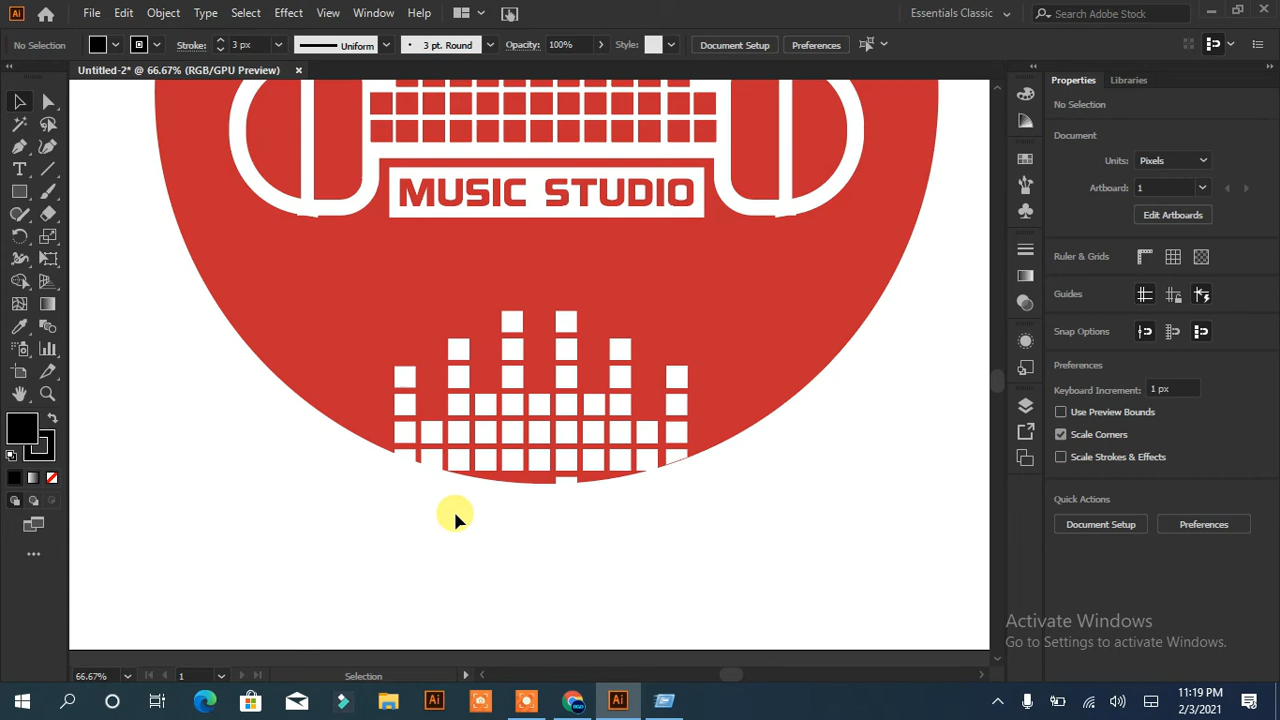 Ai File Edit Object Type Select Effect View Window Help Essentials Classic Search Adobe Stock
No Selection Stroke: 3 px Uniform 3 pt. Round Opacity: 100% Style: Document Setup Preferences
Untitled-2* @ 66.67% (RGB/GPU Preview)
Properties Libraries
No Selection
Document
Units: Pixels
Artboard: 1
Edit Artboards
Ruler & Grids
Guides
Snap Options
Preferences
Keyboard Increment: 1 px
Use Preview Bounds
Scale Corners
Scale Strokes & Effects
Quick Actions
Document Setup Preferences
MUSIC STUDIO
Activate Windows
Go to Settings to activate Windows.
66.67% 1 Selection
Ai Ai
1:19 PM
2/3/2021